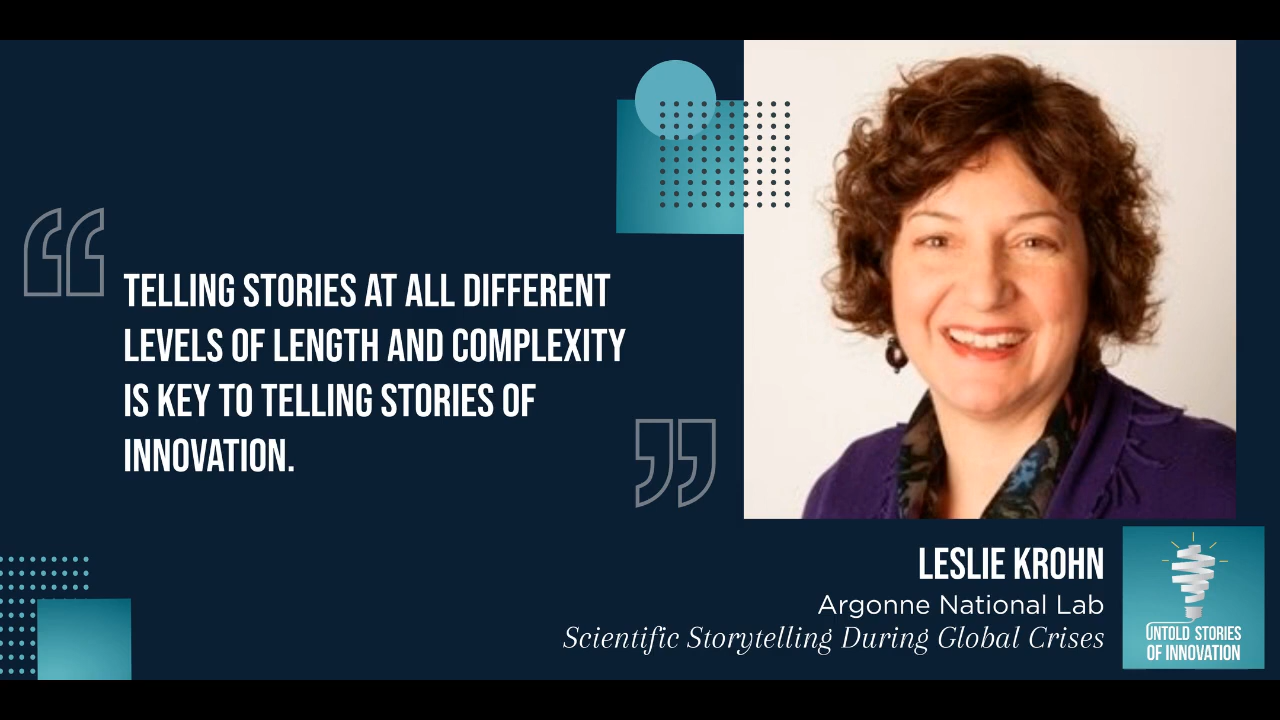 TELLING STORIES AT ALL DIFFERENT
LEVELS OF LENGTH AND COMPLEXITY
IS KEY TO TELLING STORIES OF
INNOVATION.
LESLIE KROHN
Argonne National Lab
Scientific Storytelling During Global Crises
UNTOLD STORIES
OF INNOVATION